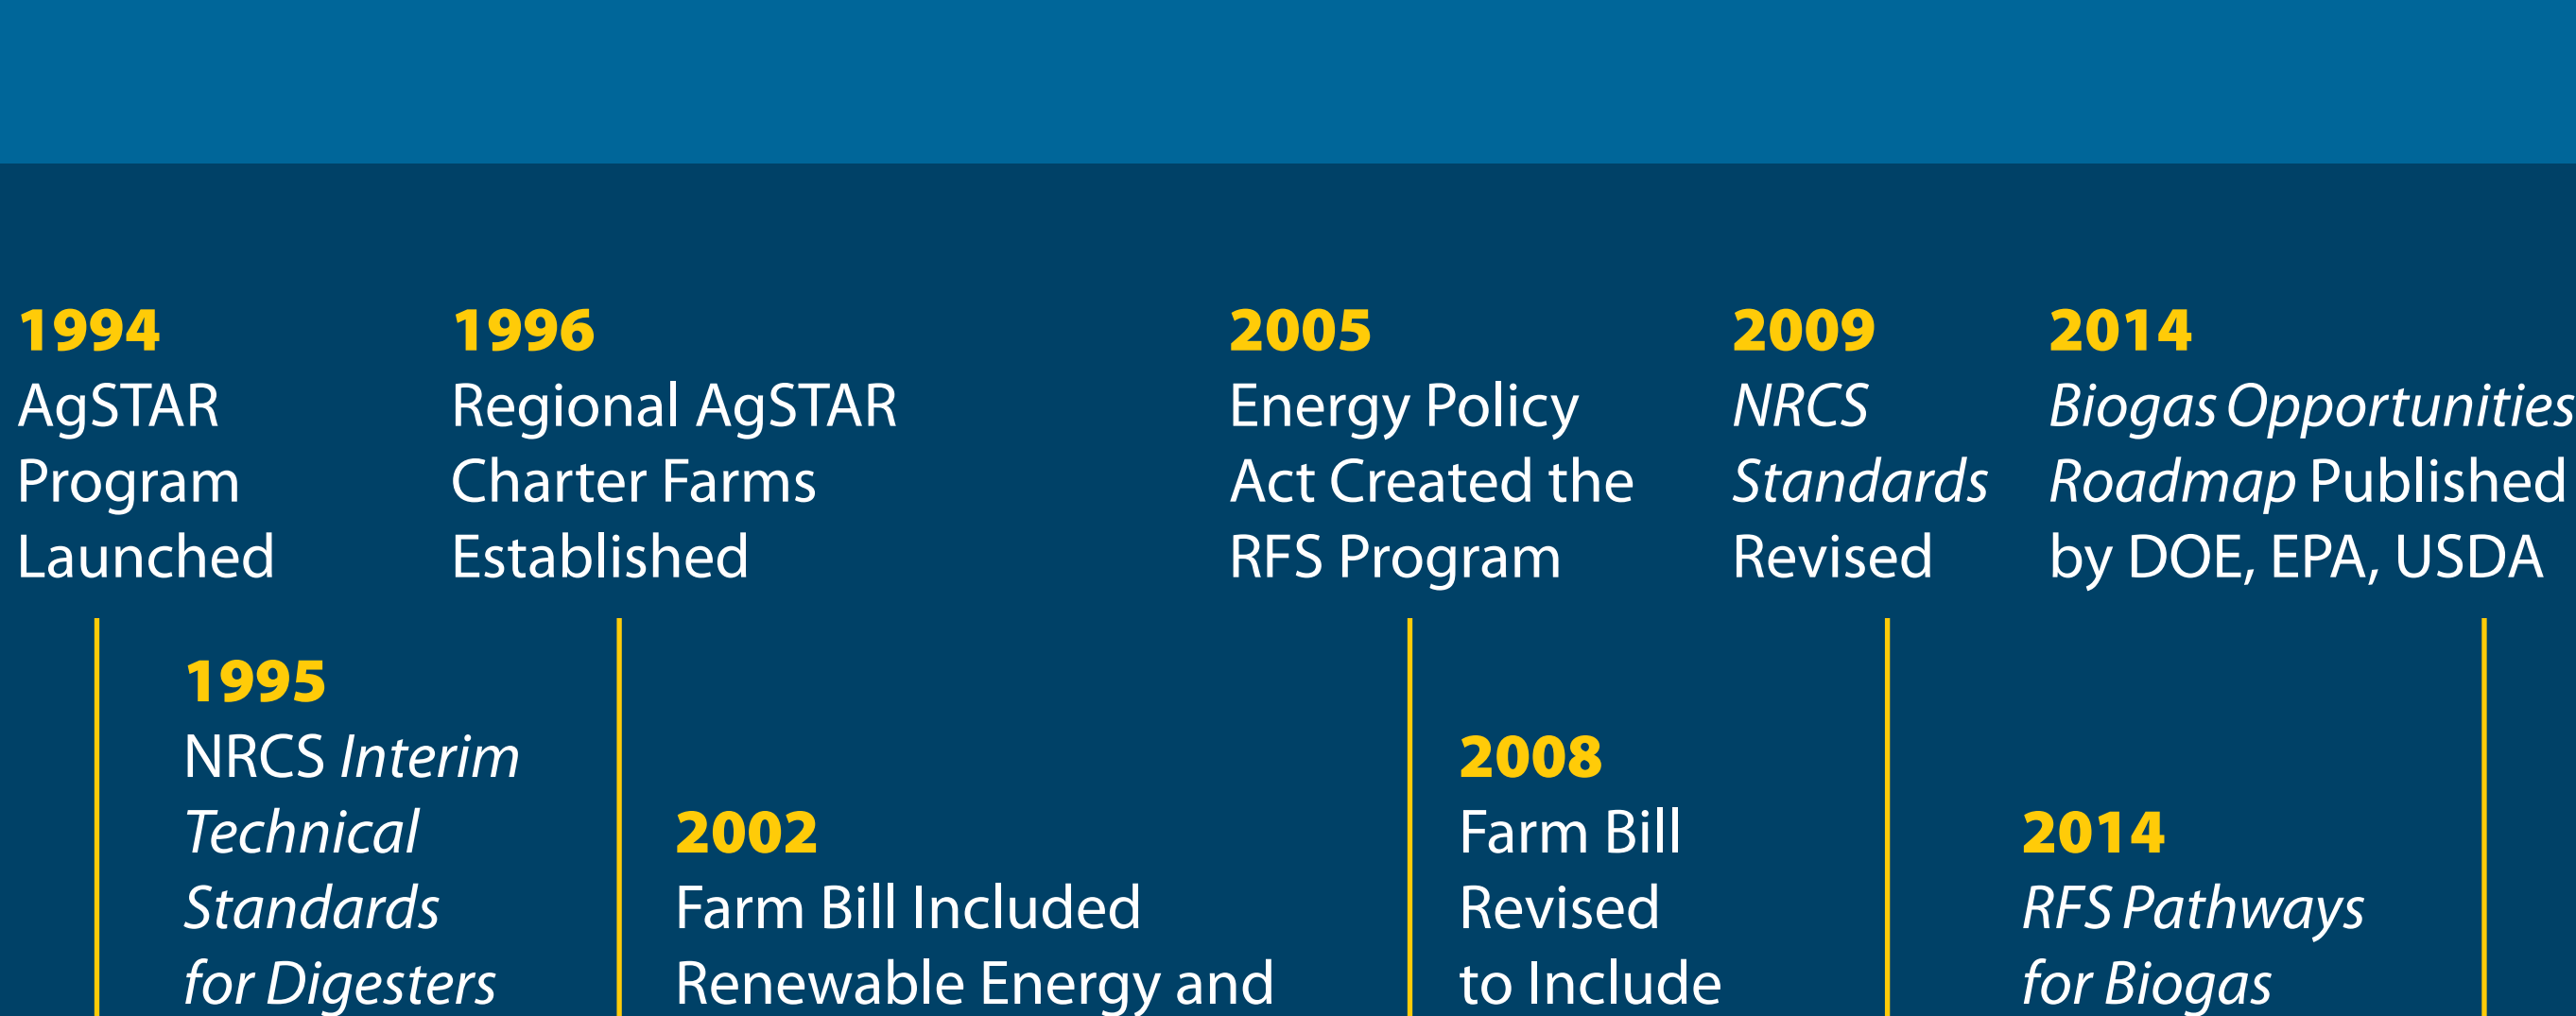 1994
AgSTAR
Program
Launched
1996
Regional AgSTAR
Charter Farms
Established
2005
Energy Policy
Act Created the
RFS Program
2009
NRCS
Standards
Revised
2014
Biogas Opportunities
Roadmap Published
by DOE, EPA, USDA
1995
NRCS Interim
Technical
Standards
for Digesters
2002
Farm Bill Included
Renewable Energy and
2008
Farm Bill
Revised
to Include
2014
RFS Pathways
for Biogas